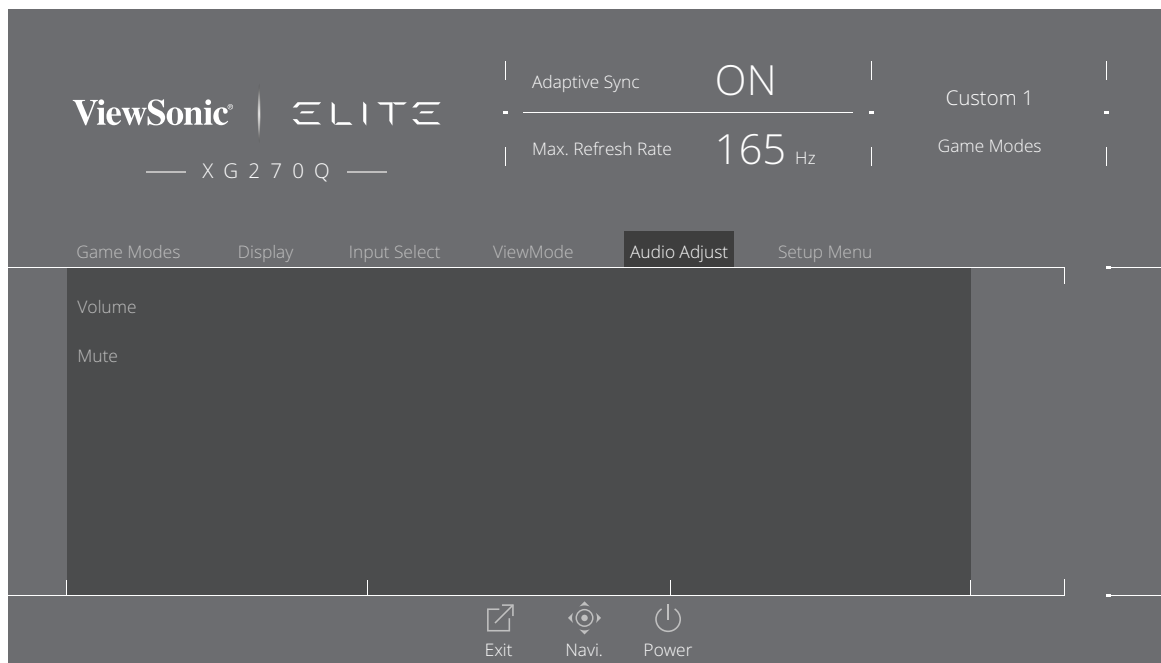 ViewSonic® ELITE
XG270Q
Adaptive Sync ON
Max. Refresh Rate 165 Hz
Custom 1
Game Modes
Game Modes Display Input Select ViewMode Audio Adjust Setup Menu
Volume
Mute
Exit Navi. Power